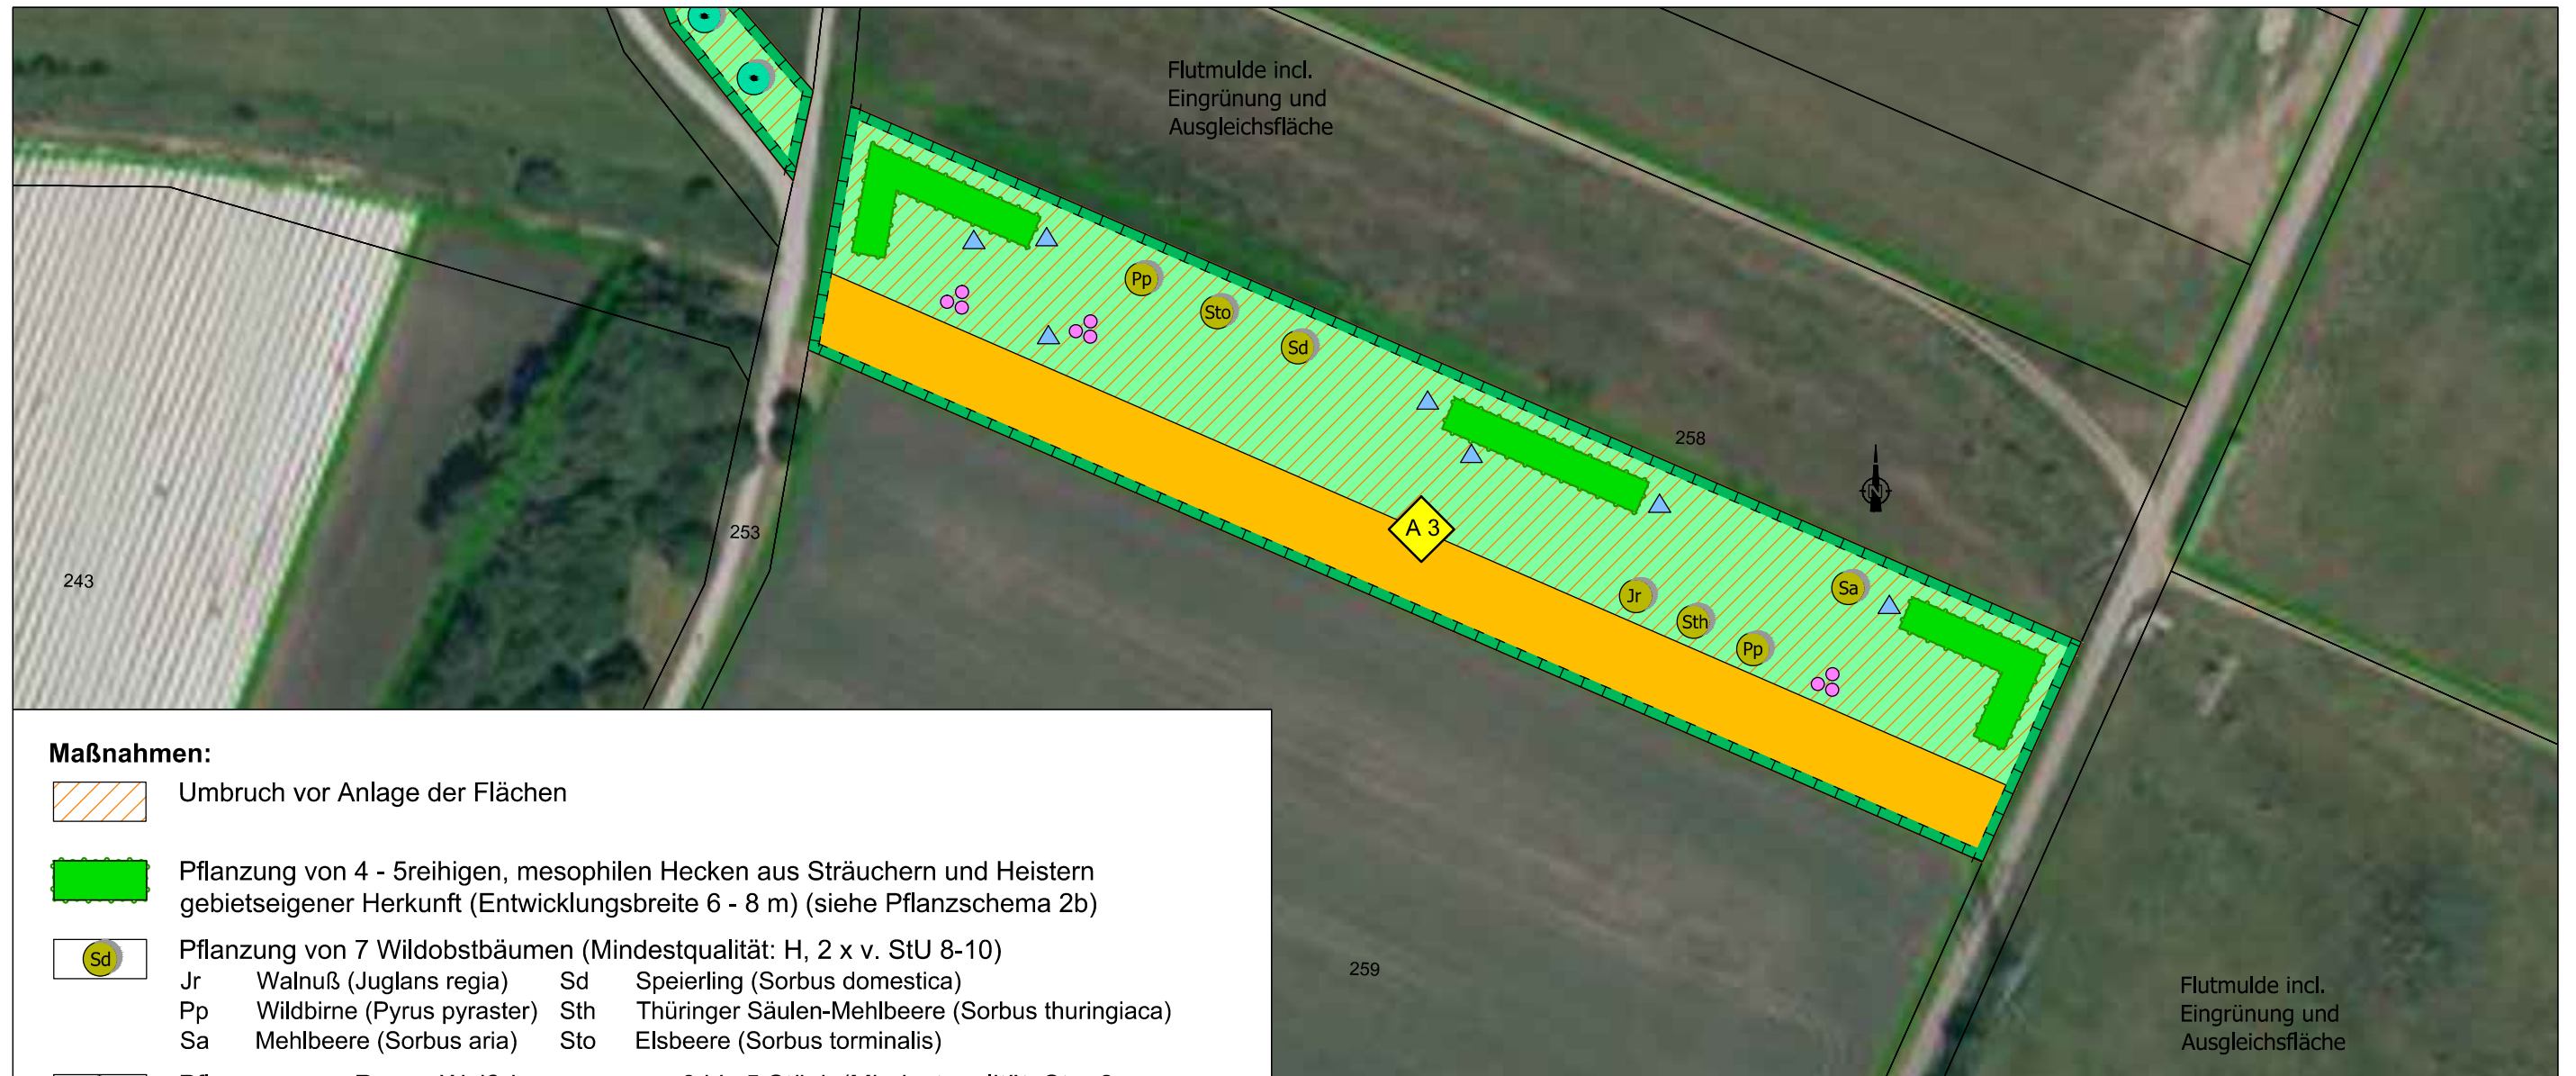 Flutmulde incl.
Eingrünung und
Ausgleichsfläche
Pp
Sto
Sd
258
N
A 3
253
243
Jr
Sth
Pp
Sa
259
Flutmulde incl.
Eingrünung und
Ausgleichsfläche
Maßnahmen:
Umbruch vor Anlage der Flächen
Pflanzung von 4 - 5reihigen, mesophilen Hecken aus Sträuchern und Heistern
gebietseigener Herkunft (Entwicklungsbreite 6 - 8 m) (siehe Pflanzschema 2b)
Sd Pflanzung von 7 Wildobstbäumen (Mindestqualität: H, 2 x v. StU 8-10)
Jr Walnuß (Juglans regia) Sd Speierling (Sorbus domestica)
Pp Wildbirne (Pyrus pyraster) Sth Thüringer Säulen-Mehlbeere (Sorbus thuringiaca)
Sa Mehlbeere (Sorbus aria) Sto Elsbeere (Sorbus torminalis)